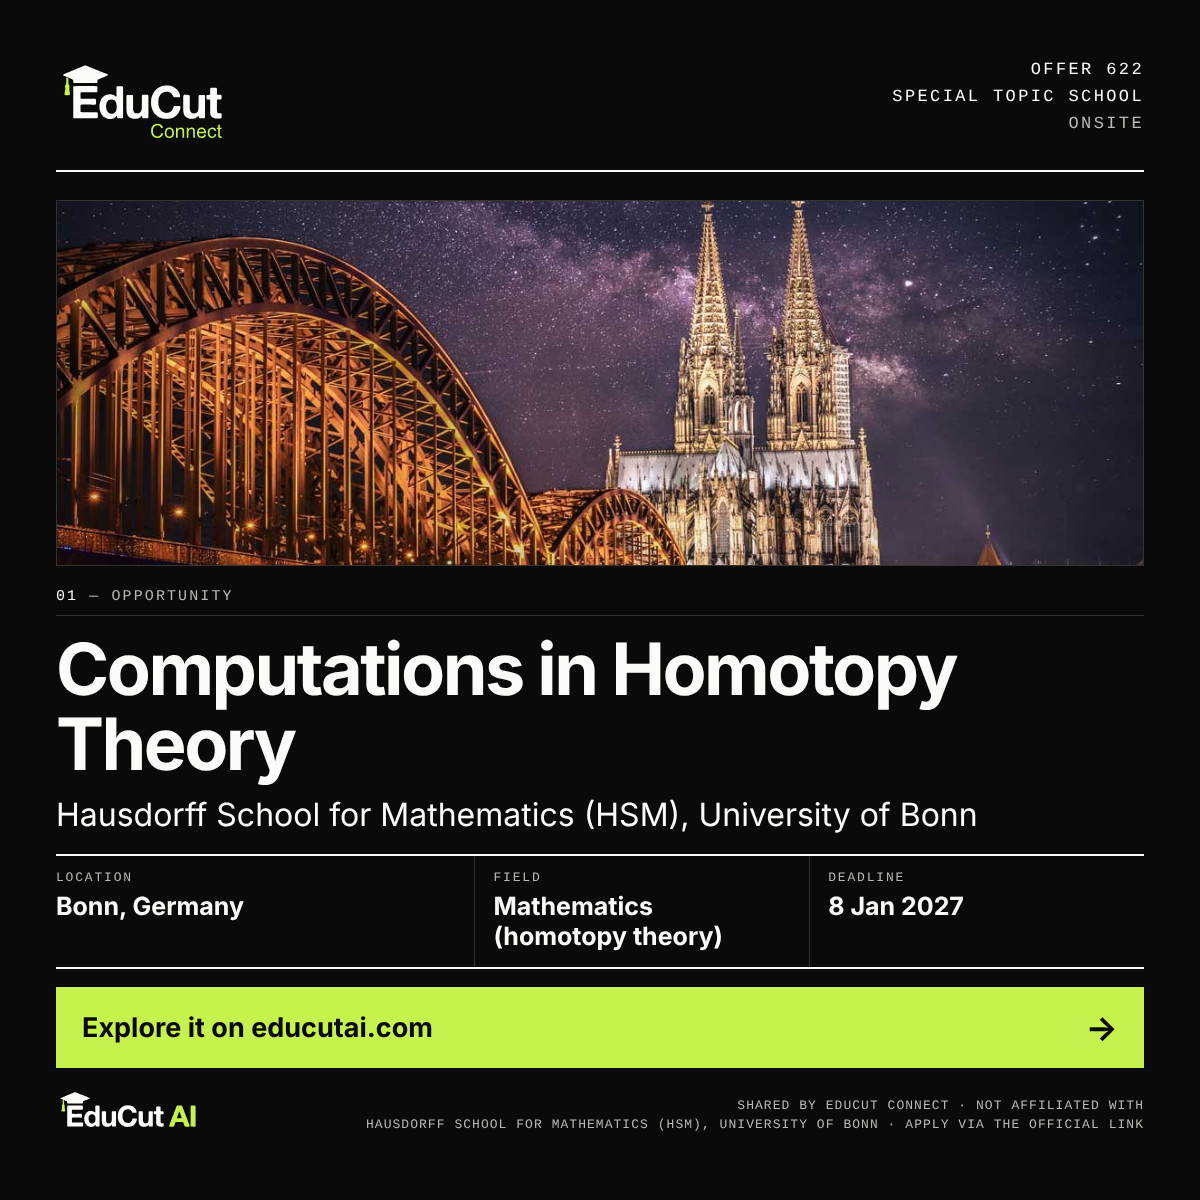 EduCut
Connect
OFFER 622
SPECIAL TOPIC SCHOOL
ONSITE
01 — OPPORTUNITY
Computations in Homotopy
Theory
Hausdorff School for Mathematics (HSM), University of Bonn
LOCATION
Bonn, Germany
FIELD
Mathematics
(homotopy theory)
DEADLINE
8 Jan 2027
Explore it on educutai.com →
EduCut AI
SHARED BY EDUCUT CONNECT · NOT AFFILIATED WITH
HAUSDORFF SCHOOL FOR MATHEMATICS (HSM), UNIVERSITY OF BONN · APPLY VIA THE OFFICIAL LINK